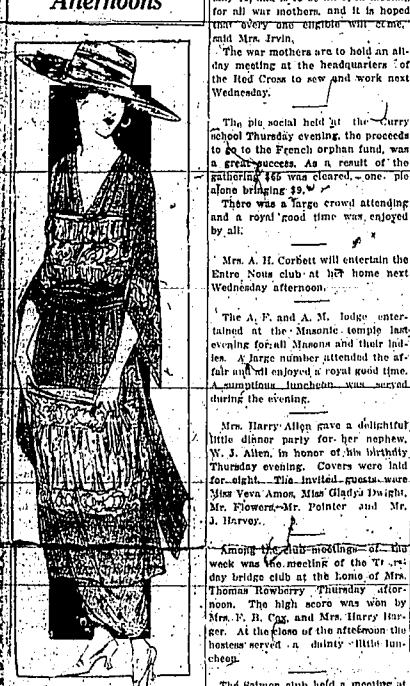 Afternoons
for all war mothers, and it is hoped
that every one eligible will come,
said Mrs. Irvin.
The war mothers are to hold an all-
day meeting at the headquarters of
the Red Cross to sew and work next
Wednesday.
The pie social held at the Curry
school Thursday evening, the proceeds
to go to the French orphan fund, was
a great success. As a result of the
gathering $65 was cleared, one pie
alone bringing $9.
There was a large crowd attending
and a royal good time was enjoyed
by all.
Mrs. A. H. Corbett will entertain the
Entre Nous club at her home next
Wednesday afternoon.
The A. F. and A. M. lodge enter-
tained at the Masonic temple last
evening for all Masons and their lad-
ies. A large number attended the af-
fair and all enjoyed a royal good time.
A sumptious luncheon was served
during the evening.
Mrs. Harry Allen gave a delightful
little dinner party for her nephew,
W. J. Allen, in honor of his birthday
Thursday evening. Covers were laid
for eight. The invited guests were
Miss Veva Amos, Miss Gladys Dwight,
Mr. Flowers, Mr. Pointer and Mr.
J. Harvey.
Among the club meetings of the
week was the meeting of the
day bridge club at the home of Mrs.
Thomas Rowberry Thursday after-
noon. The high score was won by
Mrs. F. B. Cox, and Mrs. Harry Bar-
ger. At the close of the afternoon the
hostess served a dainty little lun-
cheon.
The Salmon club held a meeting at